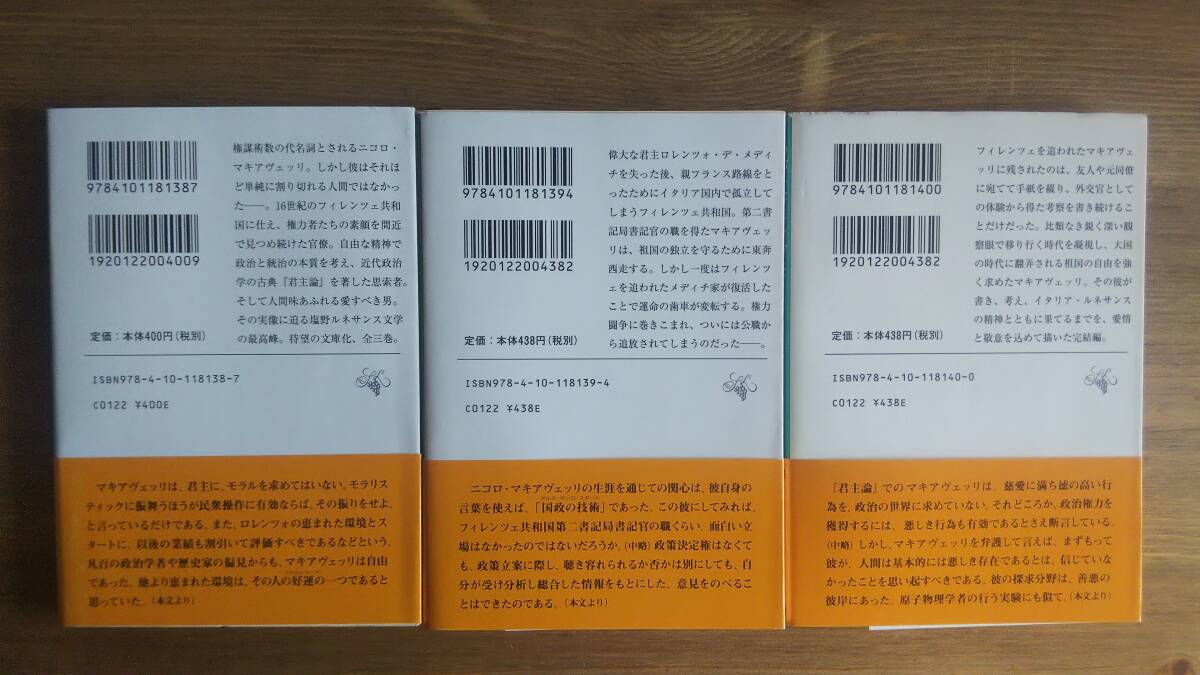 9784101181387
1920122004009
定価:本体400円(税別)
権謀術数の代名詞とされるニコロ・
マキアヴェッリ。しかし彼はそれほ
ど単純に割り切れる人間ではなか
った――。16世紀のフィレンツェ共和
国に仕え、権力者たちの素顔を間近
で見つめ続けた官僚。自由な精神で
政治と統治の本質を考え、近代政治
学の古典『君主論』を著した思索者。
そして人間味あふれる愛すべき男。
その実像に迫る塩野ルネサンス文学
の最高峰。待望の文庫化、全三巻。
ISBN978-4-10-118138-7
C0122 ¥400E
マキアヴェッリは、君主に、モラルを求めてはいない。モラリス
ティックに振舞うほうが民衆操作に有効ならば、その振りをせよ、
と言っているだけである。また、ロレンツォの恵まれた環境とス
タートに、以後の業績も割引いて評価すべきであるなどという、
凡百の政治学者や歴史家の偏見からも、マキアヴェッリは自由
であった。他より恵まれた環境は、その人の好運の一つであると
思っていた。(本文より)
9784101181394
1920122004382
定価:本体438円(税別)
偉大な君主ロレンツォ・デ・メディ
チを失った後、親フランス路線をと
ったためにイタリア国内で孤立して
しまうフィレンツェ共和国。第二書
記局書記官の職を得たマキアヴェッ
リは、祖国の独立を守るために東奔
西走する。しかし一度はフィレンツ
ェを追われたメディチ家が復活した
ことで運命の歯車が変転する。権力
闘争に巻きこまれ、ついには公職か
ら追放されてしまうのだった――。
ISBN978-4-10-118139-4
C0122 ¥438E
ニコロ・マキアヴェッリの生涯を通じての関心は、彼自身の
言葉を使えば、「国政の技術」であった。この彼にしてみれば、
フィレンツェ共和国第二書記局書記官の職くらい、面白い立
場はなかったのではないだろうか。(中略)政策決定権はなくて
も、政策立案に際し、聴き容れられるか否かは別にしても、自
分が受け分析し総合した情報をもとにした、意見をのべるこ
とはできたのである。(本文より)
9784101181400
1920122004382
定価:本体438円(税別)
フィレンツェを追われたマキアヴェ
ッリに残されたのは、友人や元同僚
に宛てて手紙を綴り、外交官として
の体験から得た考察を書き続けるこ
とだけだった。比類なき鋭く深い観
察眼で移り行く時代を凝視し、大国
の時代に翻弄される祖国の自由を強
く求めたマキアヴェッリ。その彼が
書き、考え、イタリア・ルネサンス
の精神とともに果てるまでを、愛情
と敬意を込めて描いた完結編。
ISBN978-4-10-118140-0
C0122 ¥438E
『君主論』でのマキアヴェッリは、慈愛に満ち徳の高い行
為を、政治の世界に求めていない。それどころか、政治権力を
獲得するには、悪しき行為も有効であるとさえ断言している。
(中略)しかし、マキアヴェッリを弁護して言えば、まずもって
彼が、人間は基本的には悪しき存在であるとは、信じていな
かったことを思い起すべきである。彼の探求分野は、善悪の
彼岸にあった。原子物理学者の行う実験にも似て。(本文より)